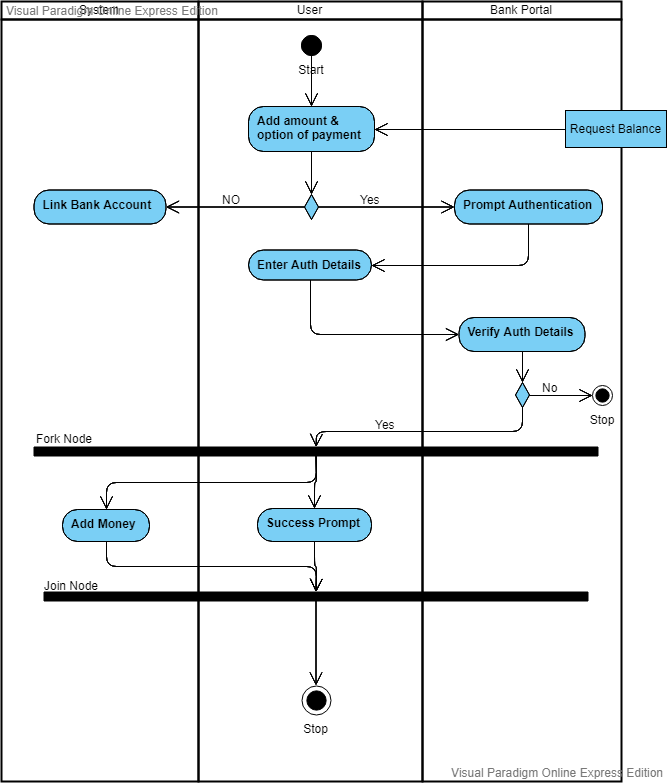 Visual Paradigm Online Express Edition
System
User
Bank Portal
Start
Add amount &
option of payment
Request Balance
Link Bank Account
NO
Yes
Prompt Authentication
Enter Auth Details
Verify Auth Details
No
Stop
Yes
Fork Node
Add Money
Success Prompt
Join Node
Stop
Visual Paradigm Online Express Edition